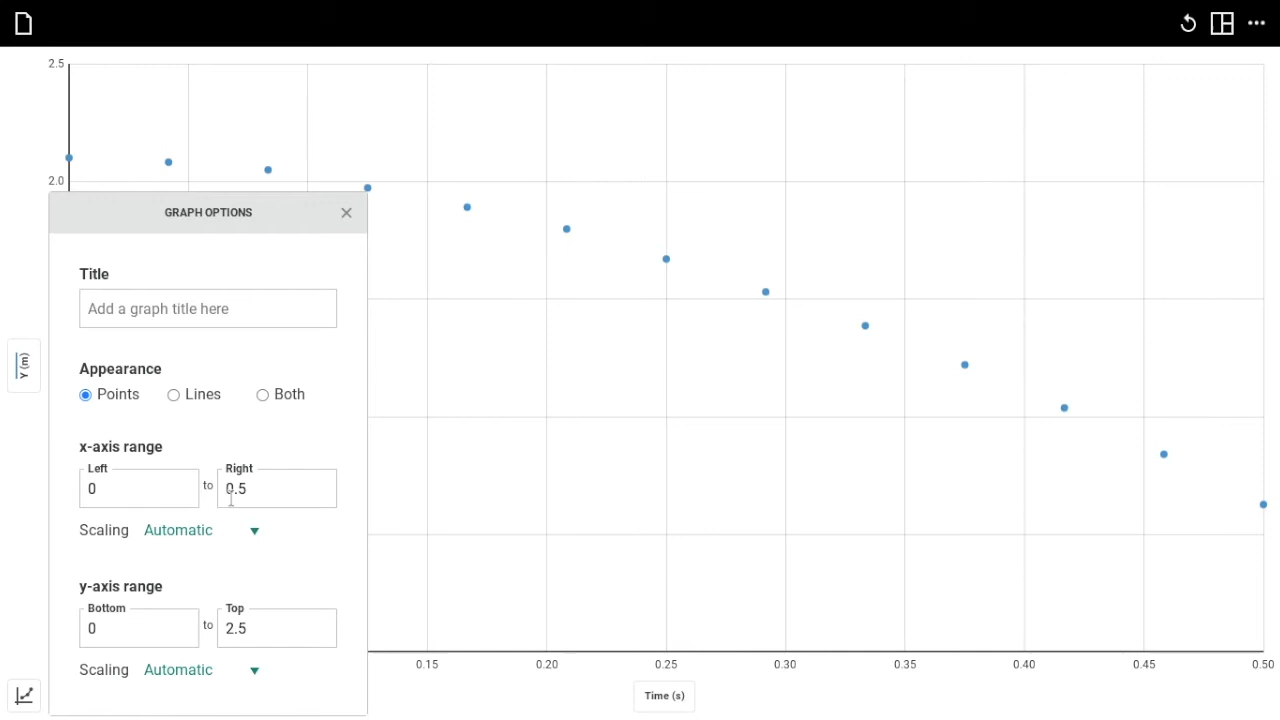 2.5
2.0
GRAPH OPTIONS
Title
Add a graph title here
Appearance
Points Lines Both
x-axis range
Left Right
0 to 0.5
Scaling Automatic
y-axis range
Bottom Top
0 to 2.5
Scaling Automatic
Y (m)
0.15 0.20 0.25 0.30 0.35 0.40 0.45 0.50
Time (s)